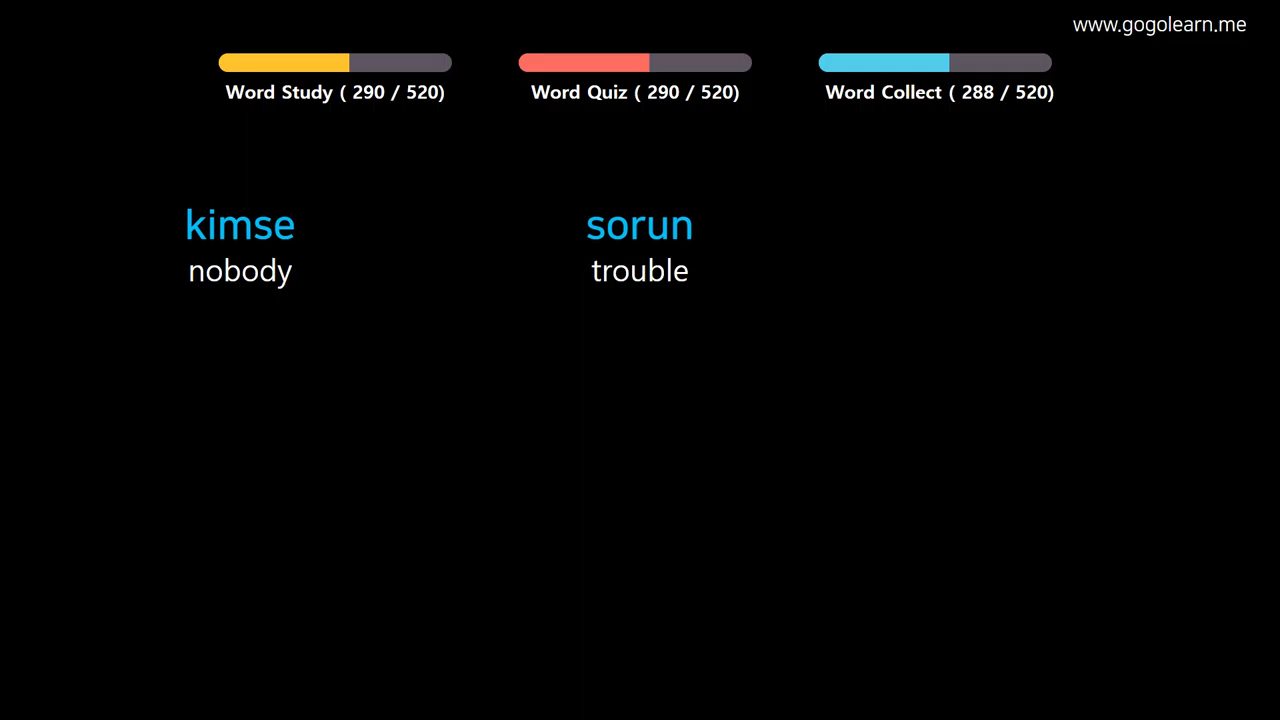 www.gogolearn.me
Word Study ( 290 / 520)
Word Quiz ( 290 / 520)
Word Collect ( 288 / 520)
kimse
nobody
sorun
trouble